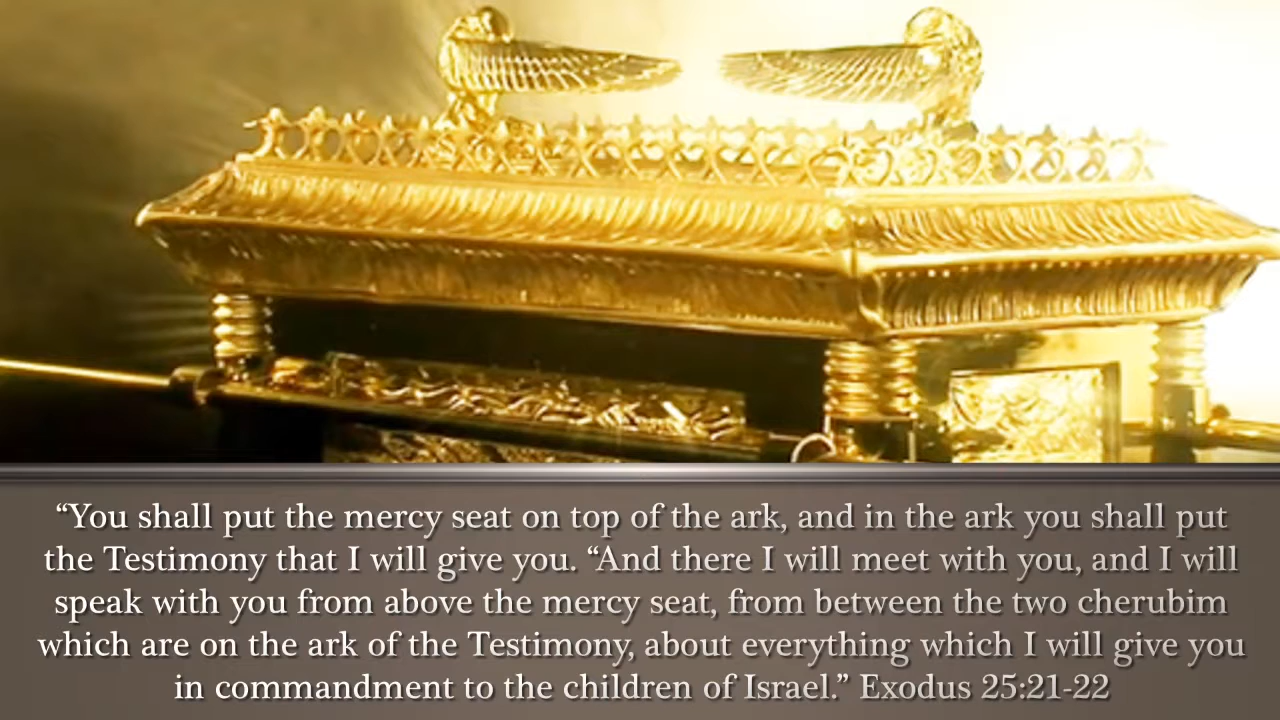 “You shall put the mercy seat on top of the ark, and in the ark you shall put
the Testimony that I will give you. “And there I will meet with you, and I will
speak with you from above the mercy seat, from between the two cherubim
which are on the ark of the Testimony, about everything which I will give you
in commandment to the children of Israel.” Exodus 25:21-22